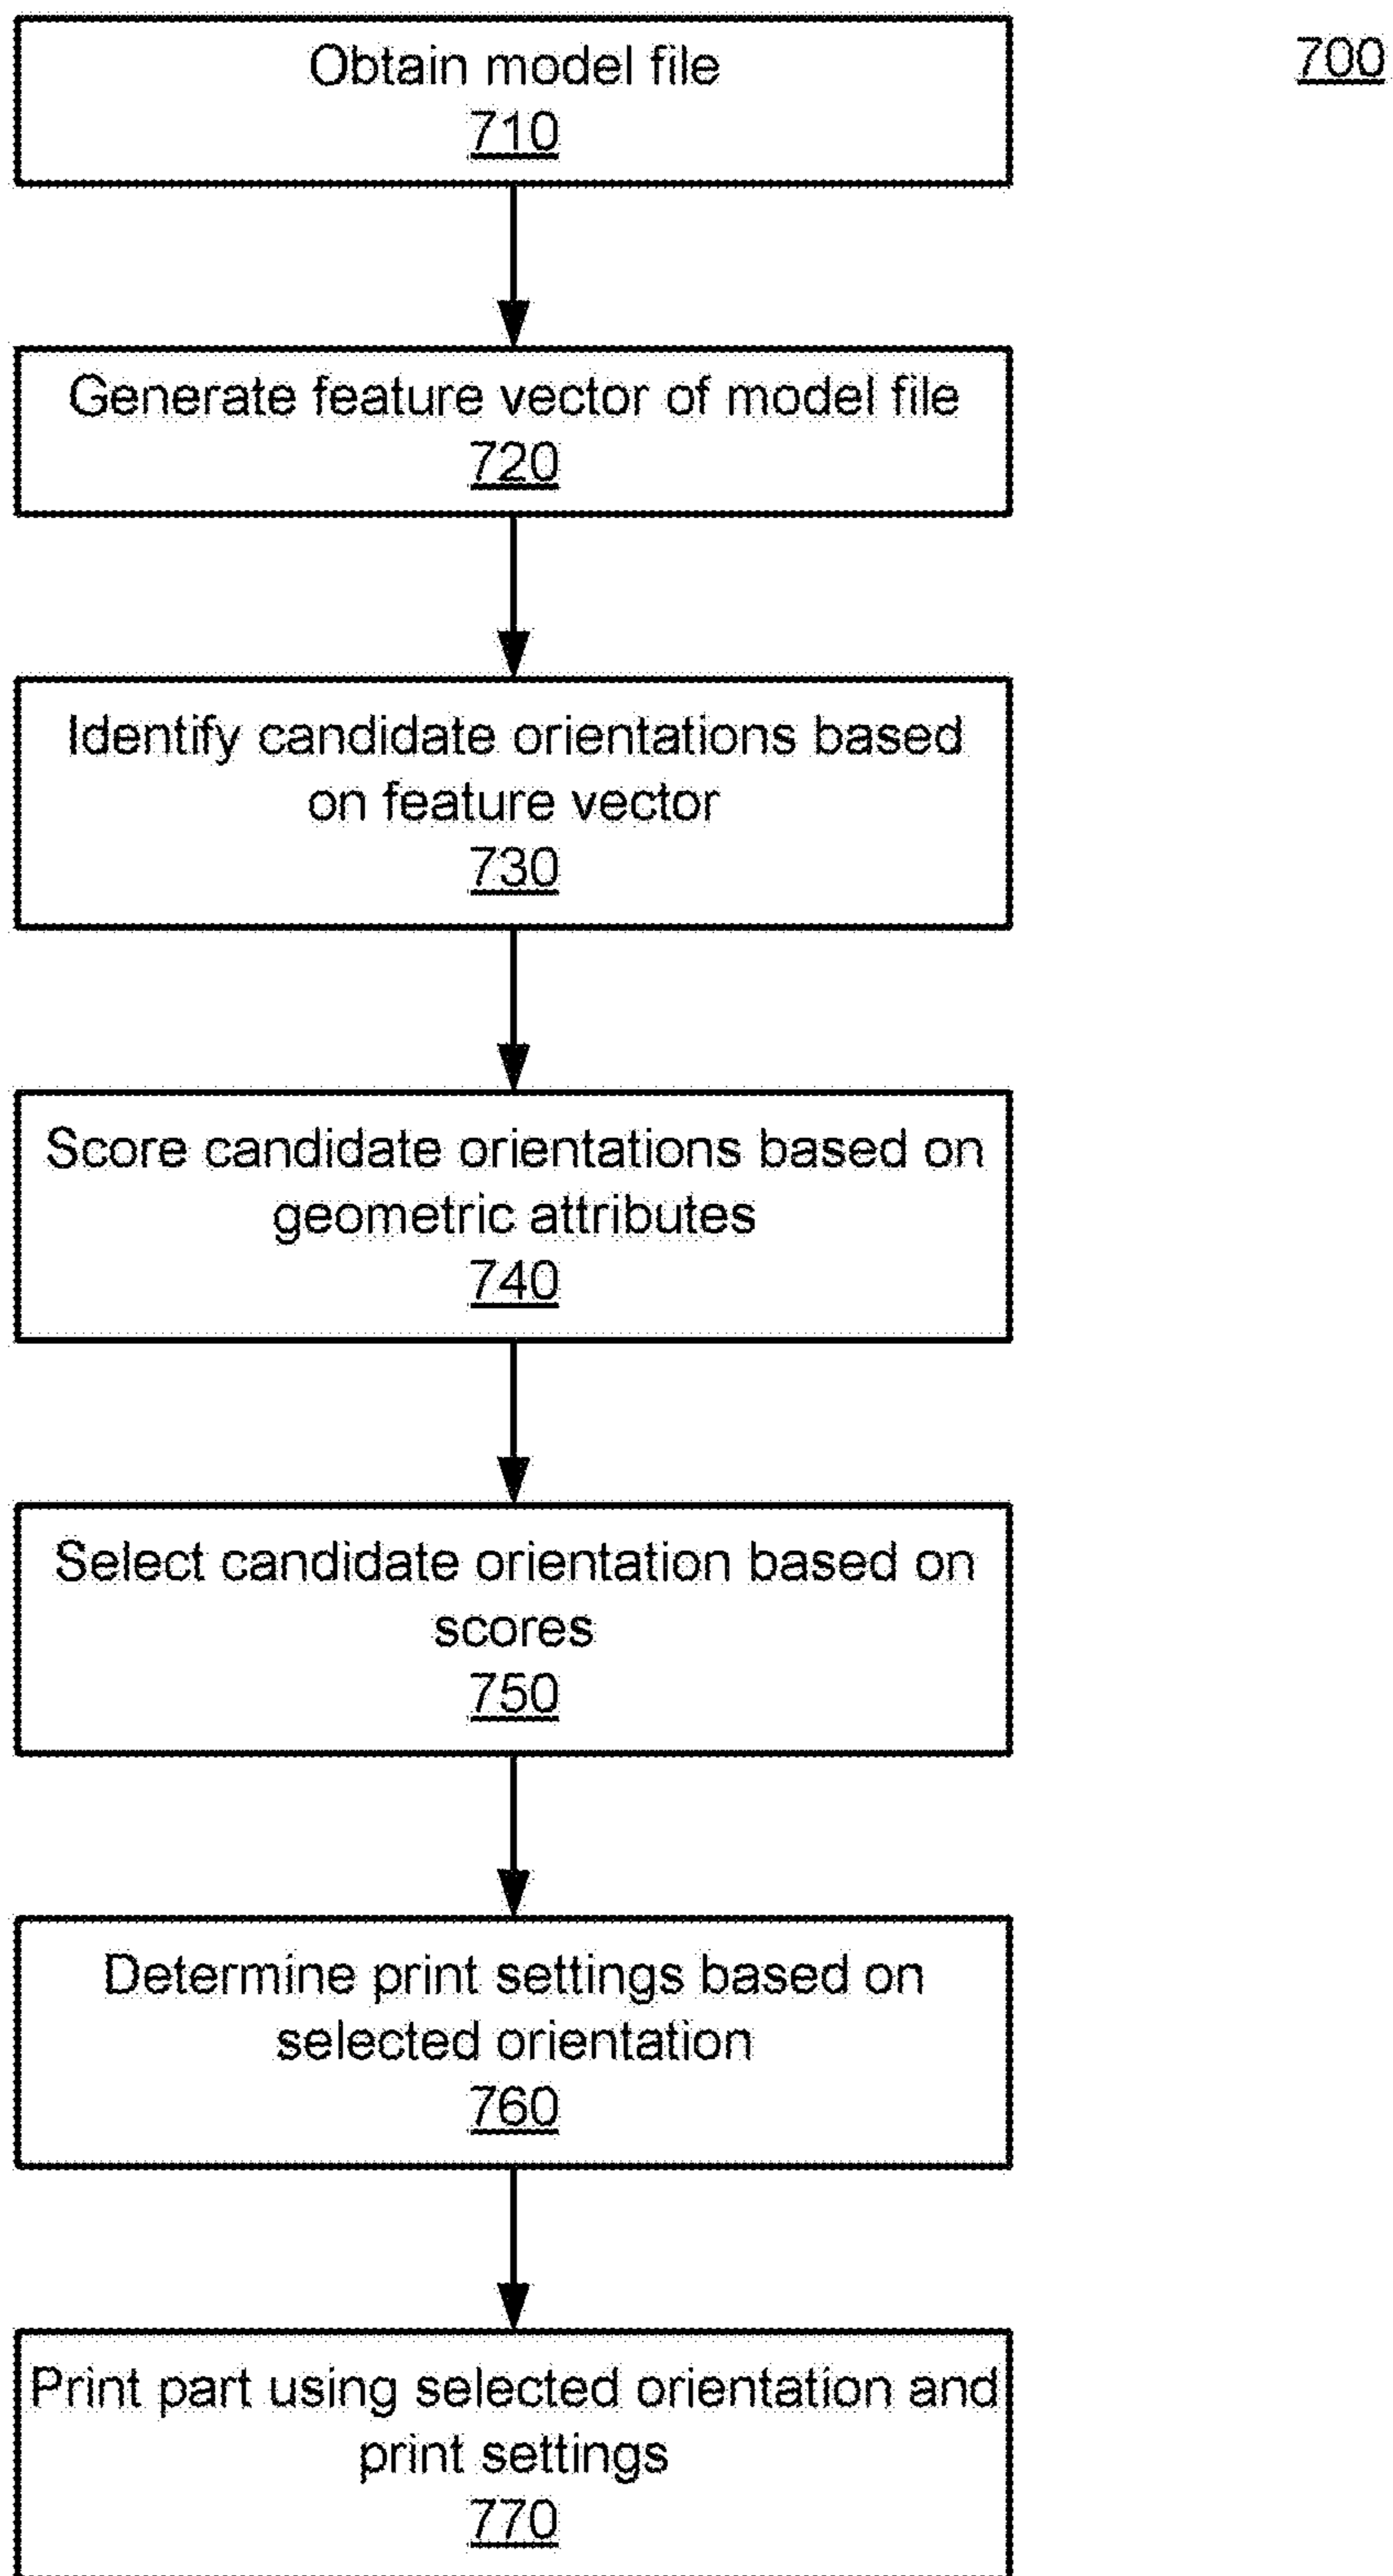 700
Obtain model file
710
Generate feature vector of model file
720
Identify candidate orientations based
on feature vector
730
Score candidate orientations based on
geometric attributes
740
Select candidate orientation based on
scores
750
Determine print settings based on
selected orientation
760
Print part using selected orientation and
print settings
770